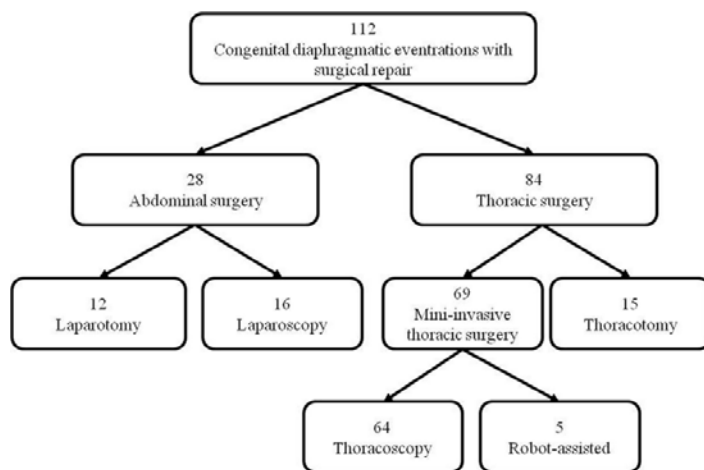 112
Congenital diaphragmatic eventrations with
surgical repair
28
Abdominal surgery
84
Thoracic surgery
12
Laparotomy
16
Laparoscopy
69
Mini-invasive
thoracic surgery
15
Thoracotomy
64
Thoracoscopy
5
Robot-assisted